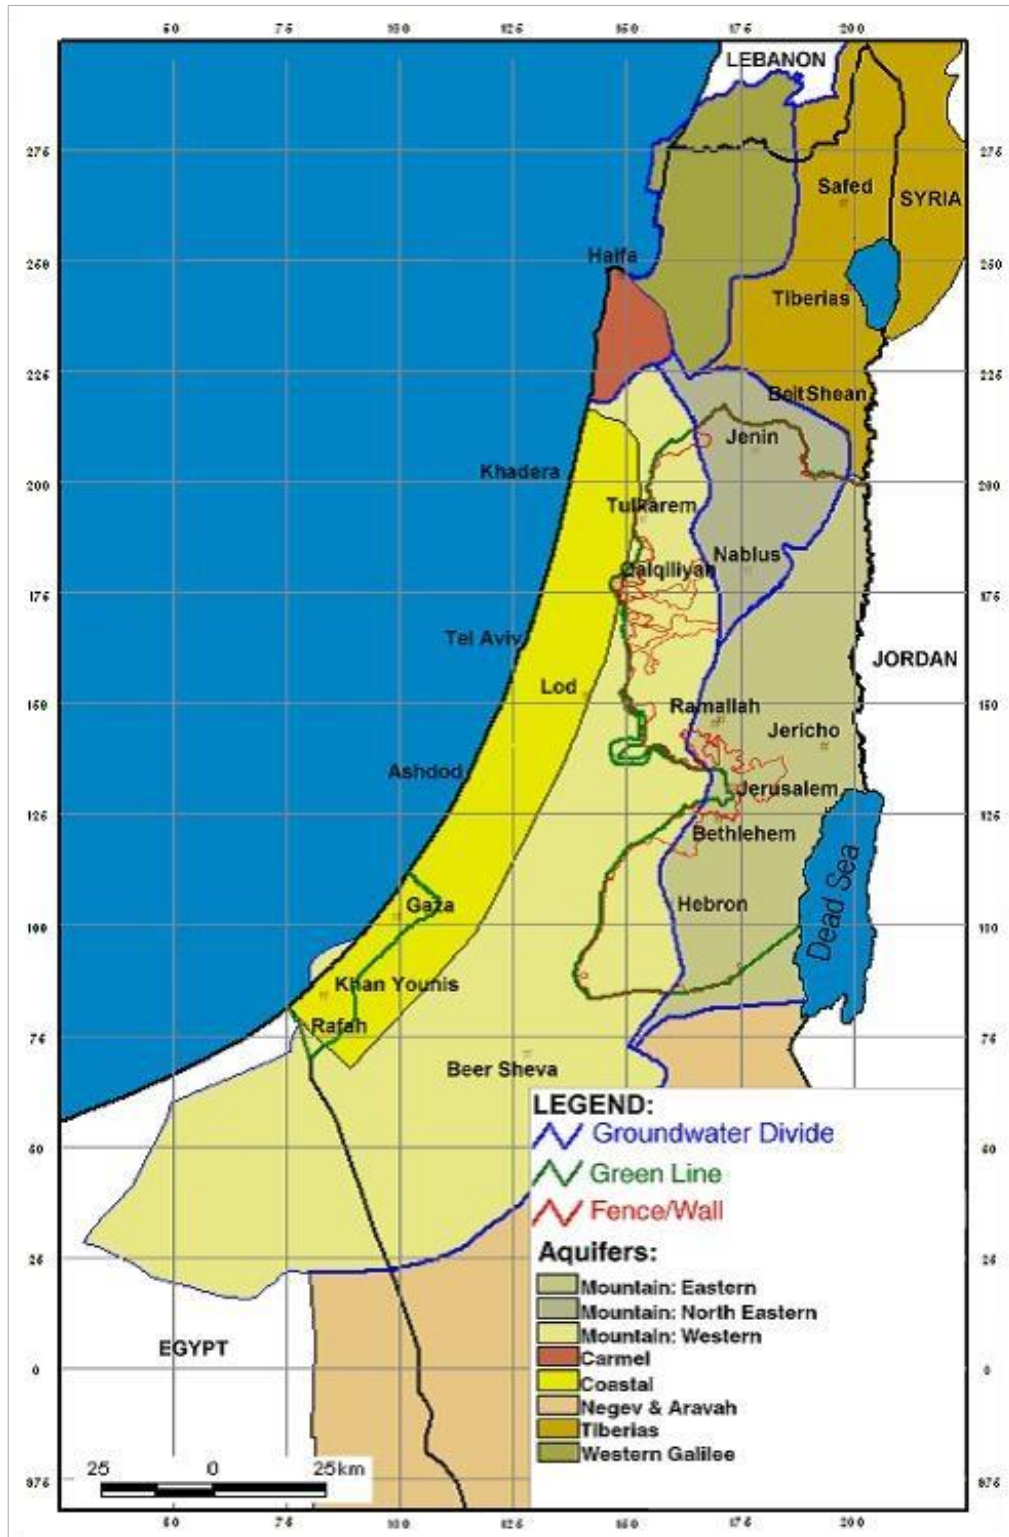 50 75 100 125 150 175 200
LEBANON
275 275
Safed
SYRIA
Haifa
250 250
Tiberias
225 225
Beit Shean
Jenin
Khadera
200 200
Tulkarem
Nablus
Qalqiliyah
175 175
Tel Aviv
JORDAN
Lod
150 150
Ramallah
Jericho
Ashdod
Jerusalem
125 125
Bethlehem
Dead Sea
Gaza
Hebron
100 100
Khan Younis
Rafah
75 75
Beer Sheva
LEGEND:
Groundwater Divide
50 50
Green Line
Fence/Wall
Aquifers:
25 25
Mountain: Eastern
Mountain: North Eastern
Mountain: Western
EGYPT
Carmel
0 0
Coastal
Negev & Aravah
Tiberias
Western Galilee
25 0 25 km
975 975
50 75 100 125 150 175 200